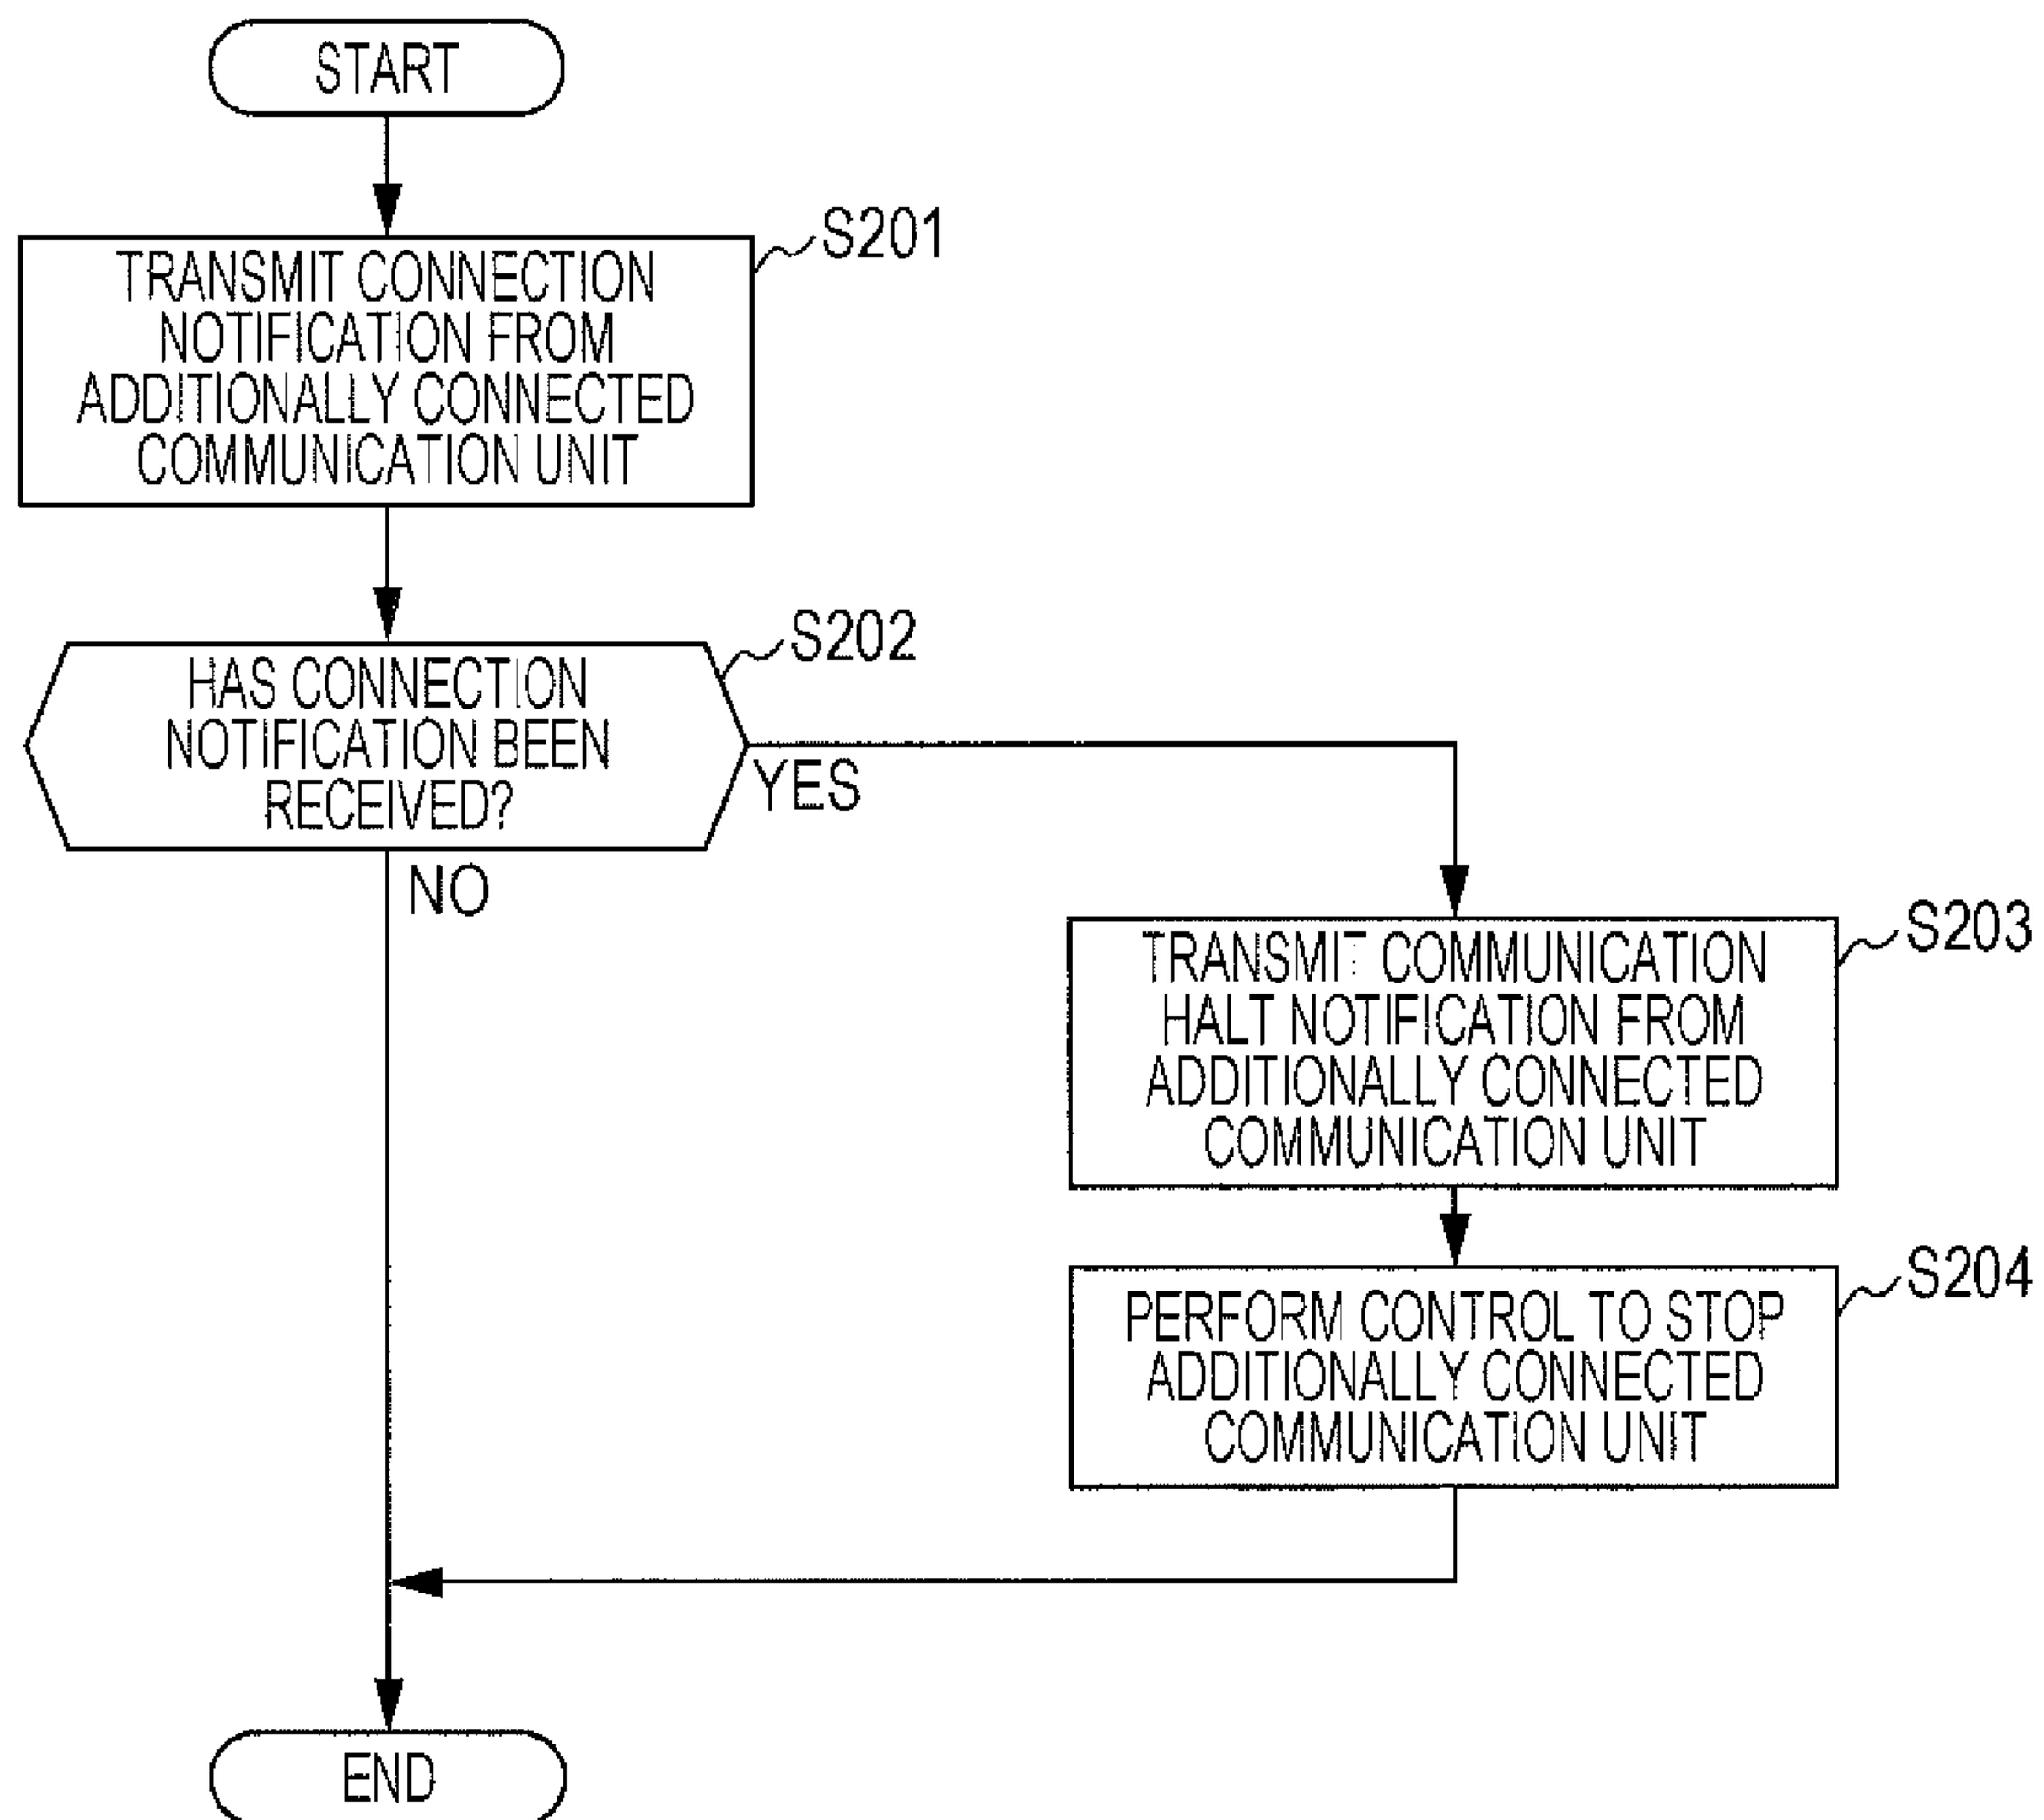 START
S201
TRANSMIT CONNECTION
NOTIFICATION FROM
ADDITIONALLY CONNECTED
COMMUNICATION UNIT
S202
HAS CONNECTION
NOTIFICATION BEEN
RECEIVED?
YES
NO
S203
TRANSMIT COMMUNICATION
HALT NOTIFICATION FROM
ADDITIONALLY CONNECTED
COMMUNICATION UNIT
S204
PERFORM CONTROL TO STOP
ADDITIONALLY CONNECTED
COMMUNICATION UNIT
END